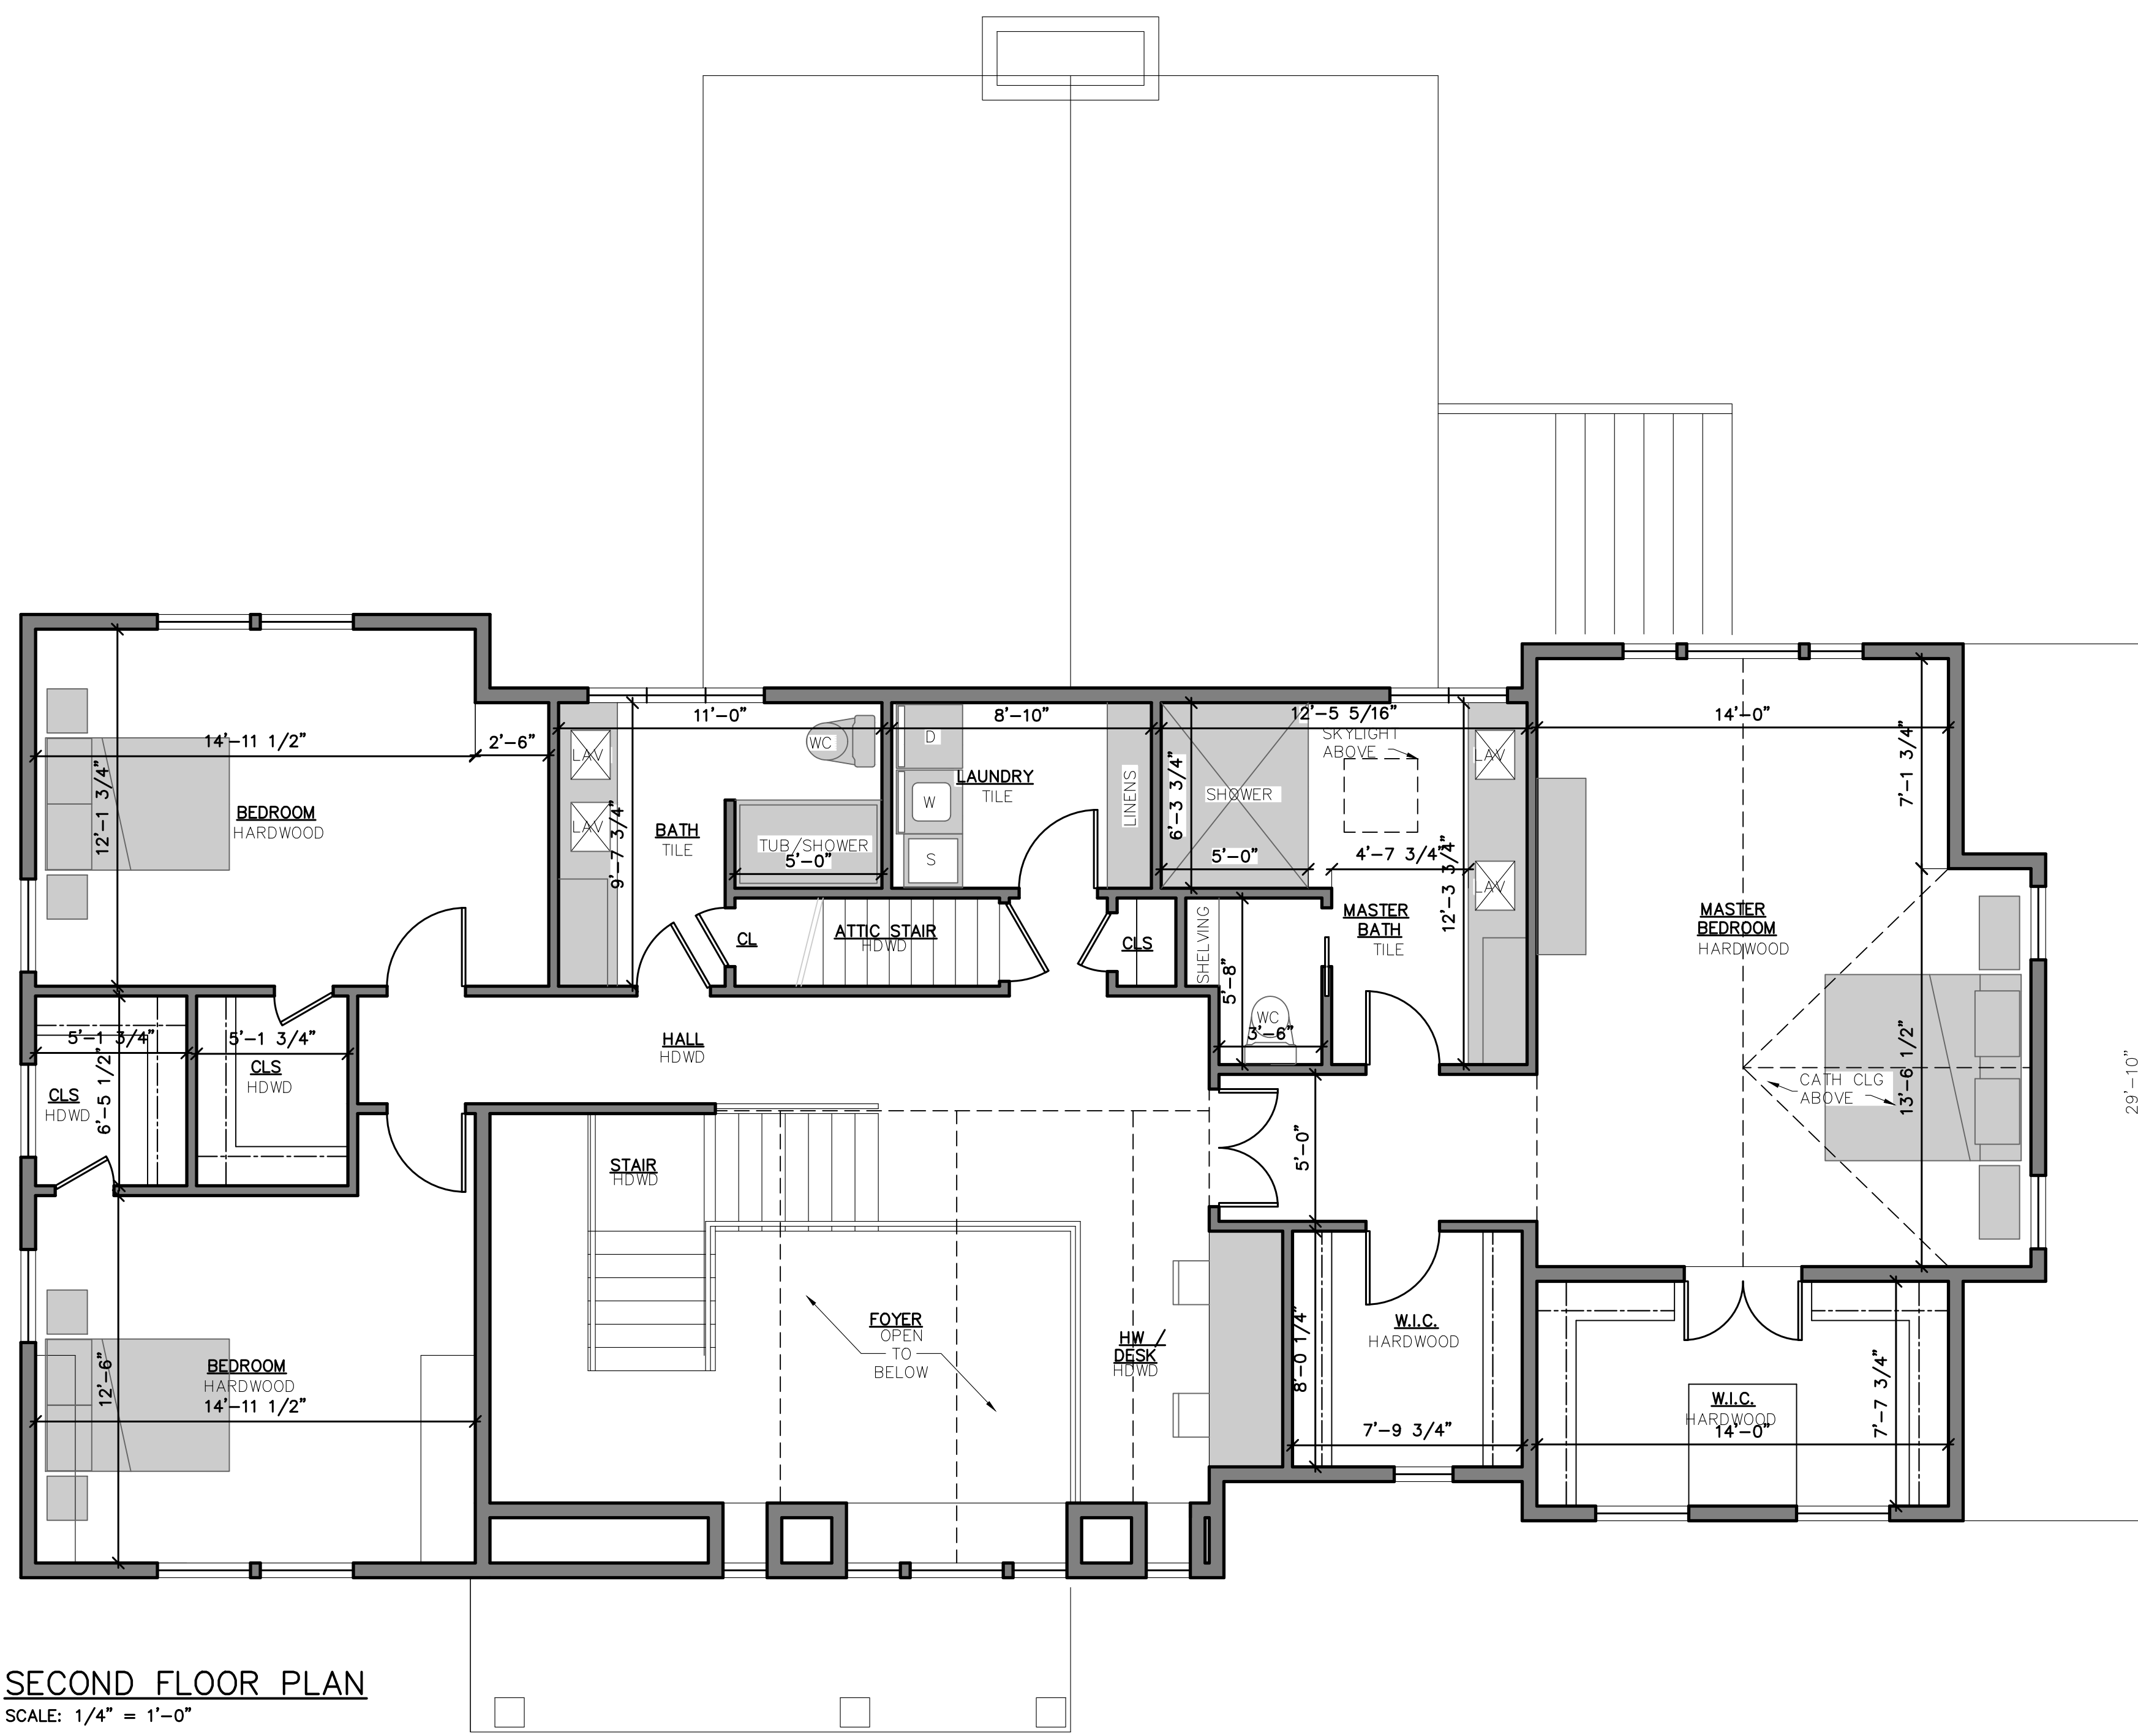 11'-0"
8'-10"
12'-5 5/16"
14'-0"
SKYLIGHT
ABOVE
14'-11 1/2"
2'-6"
WC
D
LAV
LAV
7'-1 3/4"
12'-1 3/4"
BEDROOM
HARDWOOD
LAV
9'-7 3/4"
BATH
TILE
TUB/SHOWER
5'-0"
LAUNDRY
TILE
W
S
LINENS
6'-3 3/4"
SHOWER
5'-0"
4'-7 3/4"
12'-3 3/4"
LAV
MASTER
BATH
TILE
MASTER
BEDROOM
HARDWOOD
CL
ATTIC STAIR
HDWD
CLS
SHELVING
5'-8"
WC
3'-6"
5'-1 3/4"
5'-1 3/4"
6'-5 1/2"
CLS
HDWD
CLS
HDWD
HALL
HDWD
CATH CLG
ABOVE
13'-6 1/2"
29'-10"
5'-0"
STAIR
HDWD
FOYER
OPEN
TO
BELOW
HW /
DESK
HDWD
8'-0 1/4"
W.I.C.
HARDWOOD
7'-9 3/4"
W.I.C.
HARDWOOD
14'-0"
7'-7 3/4"
12'-6"
BEDROOM
HARDWOOD
14'-11 1/2"
SECOND FLOOR PLAN
SCALE: 1/4" = 1'-0"